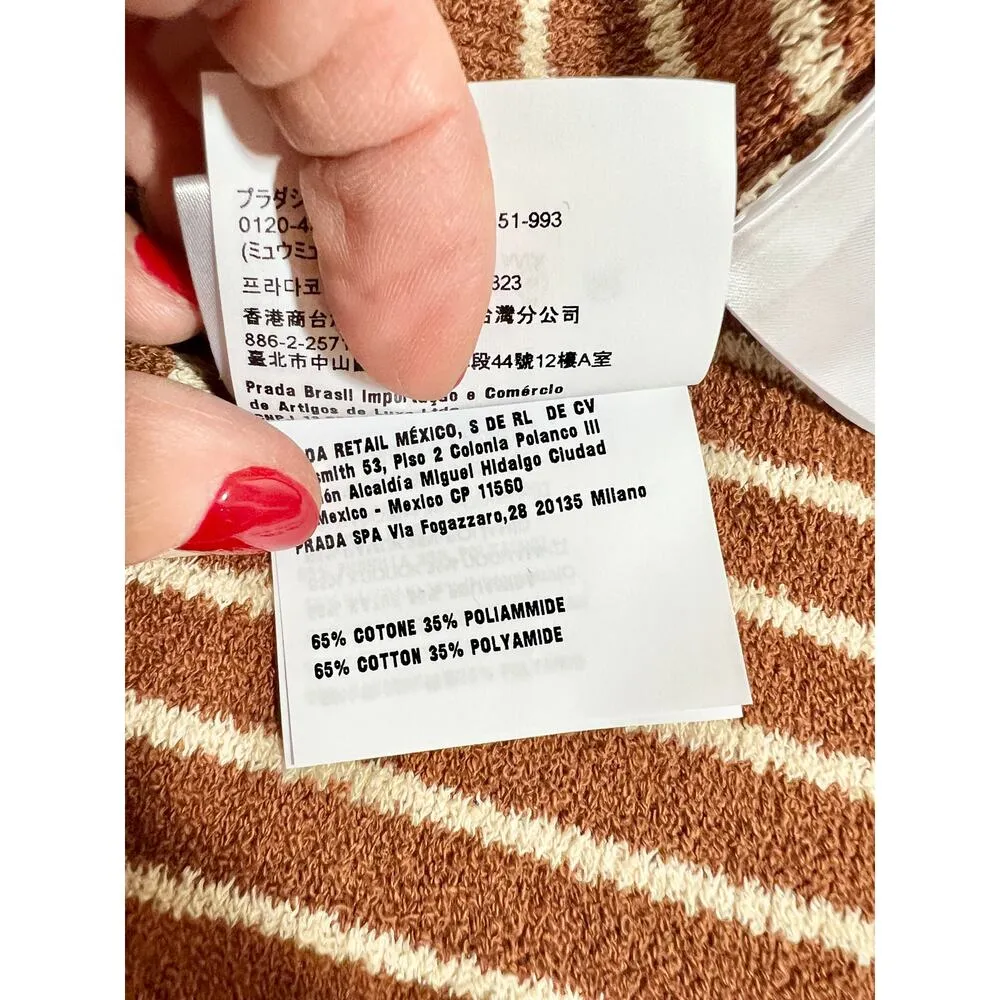 プラダジ
0120-4 51-993
(ミュウミュ
프라다코 323
香港商台 台灣分公司
886-2-2571
臺北市中山 段44號12樓A室
Prada Brasil Importação e Comércio
de Artigos de Luxo Ltda
DA RETAIL MÉXICO, S DE RL DE CV
smith 53, Piso 2 Colonia Polanco III
ón Alcaldía Miguel Hidalgo Ciudad
Mexico - Mexico CP 11560
PRADA SPA Via Fogazzaro,28 20135 Milano
65% COTONE 35% POLIAMMIDE
65% COTTON 35% POLYAMIDE